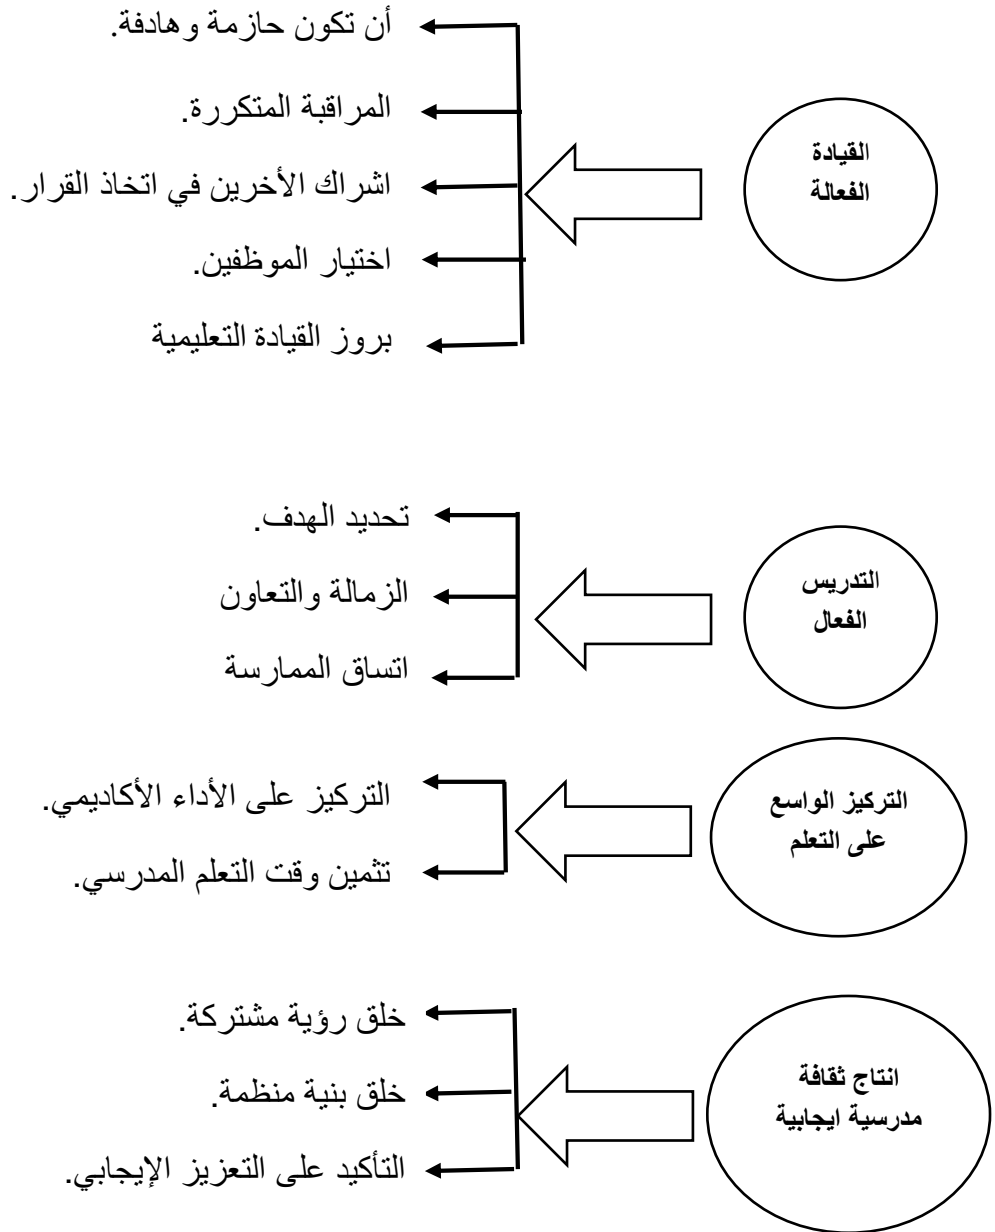 القيادة
الفعالة
أن تكون حازمة وهادفة.
المراقبة المتكررة.
اشراك الأخرين في اتخاذ القرار.
اختيار الموظفين.
بروز القيادة التعليمية
التدريس
الفعال
تحديد الهدف.
الزمالة والتعاون
اتساق الممارسة
التركيز الواسع
على التعلم
التركيز على الأداء الأكاديمي.
تثمين وقت التعلم المدرسي.
انتاج ثقافة
مدرسية ايجابية
خلق رؤية مشتركة.
خلق بنية منظمة.
التأكيد على التعزيز الإيجابي.